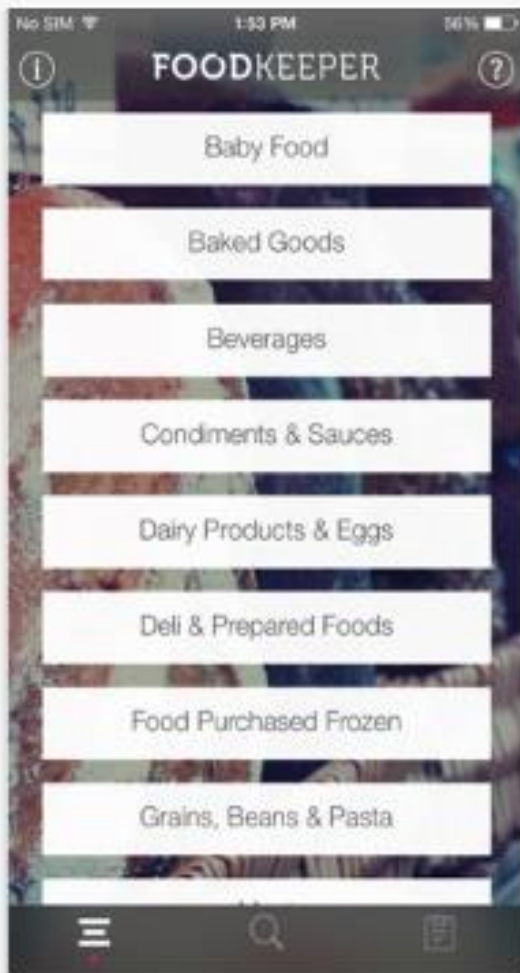 No SIM 1:53 PM 56%
FOODKEEPER
Baby Food
Baked Goods
Beverages
Condiments & Sauces
Dairy Products & Eggs
Deli & Prepared Foods
Food Purchased Frozen
Grains, Beans & Pasta